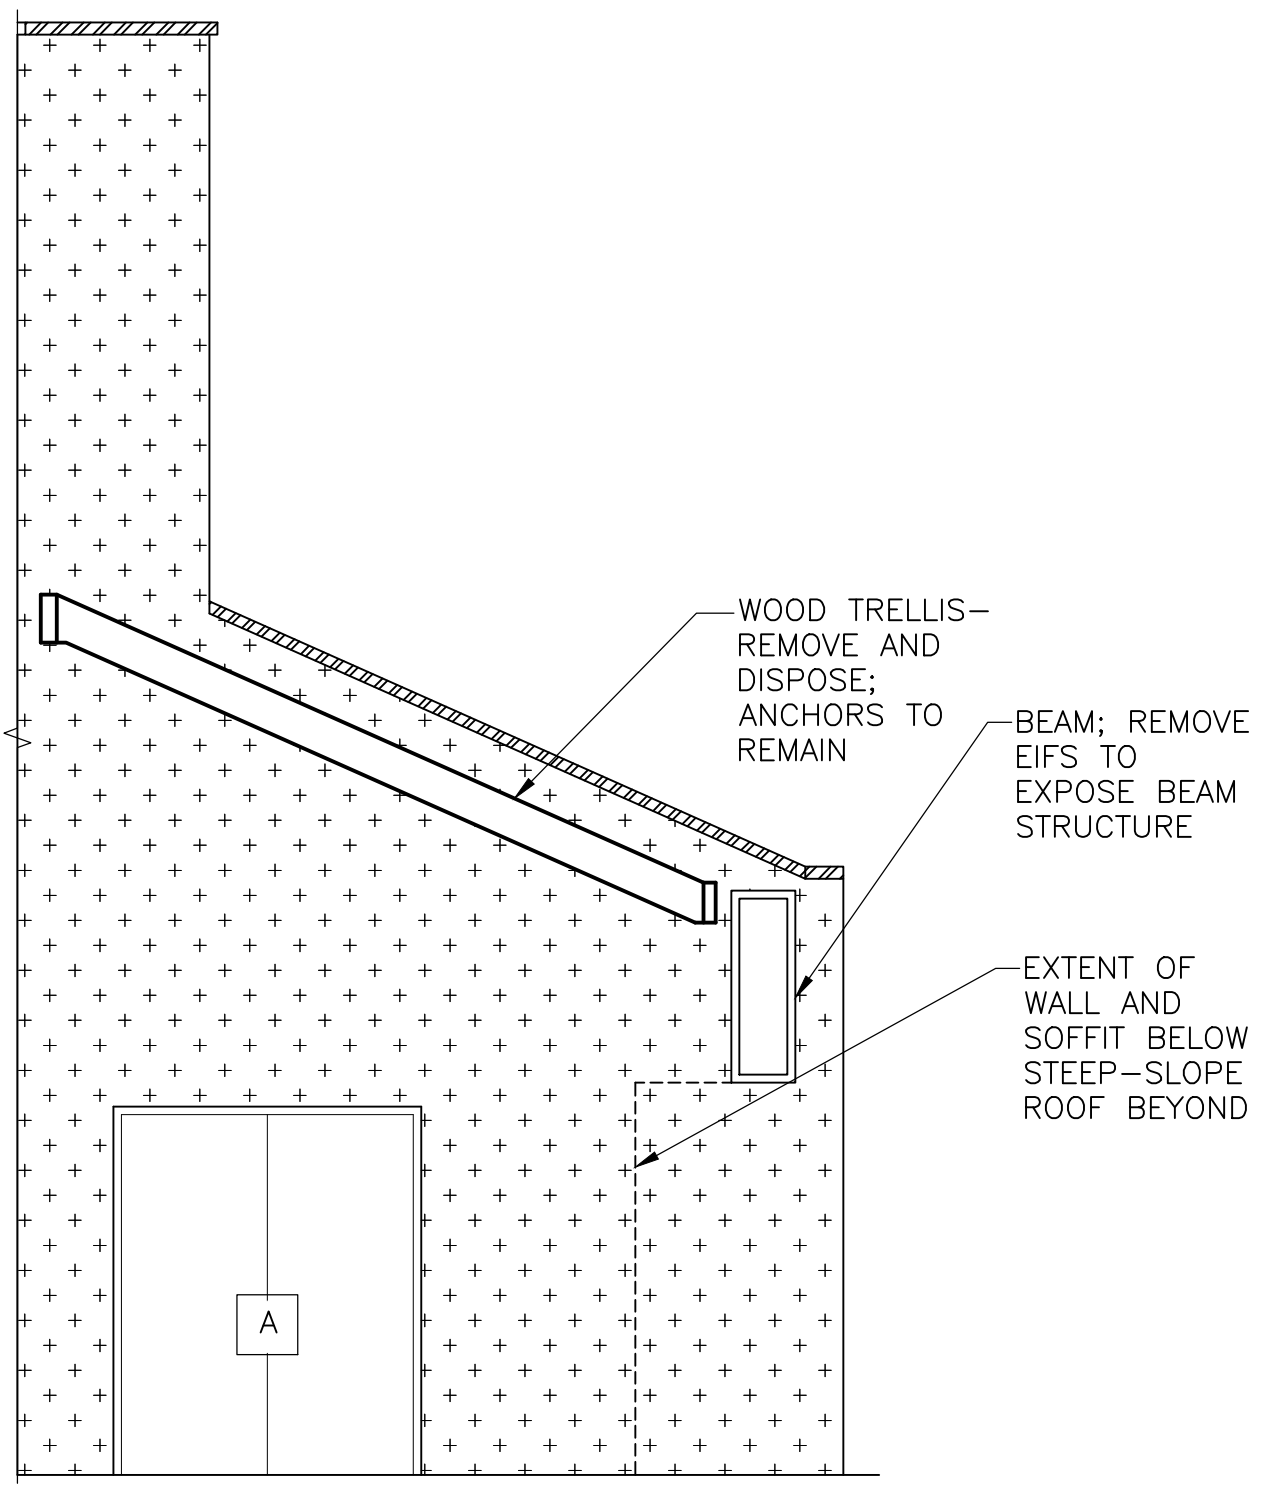 WOOD TRELLIS-
REMOVE AND
DISPOSE;
ANCHORS TO
REMAIN
BEAM; REMOVE
EIFS TO
EXPOSE BEAM
STRUCTURE
EXTENT OF
WALL AND
SOFFIT BELOW
STEEP-SLOPE
ROOF BEYOND
A